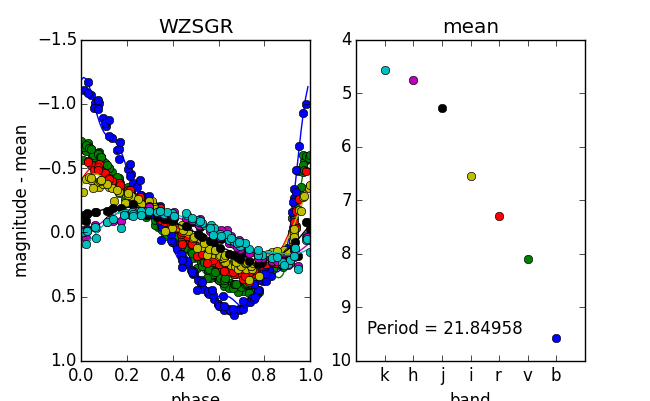 WZSGR
mean
−1.5
−1.0
−0.5
0.0
0.5
1.0
magnitude - mean
0.0
0.2
0.4
0.6
0.8
1.0
phase
4
5
6
7
8
9
10
Period = 21.84958
k
h
j
i
r
v
b
band